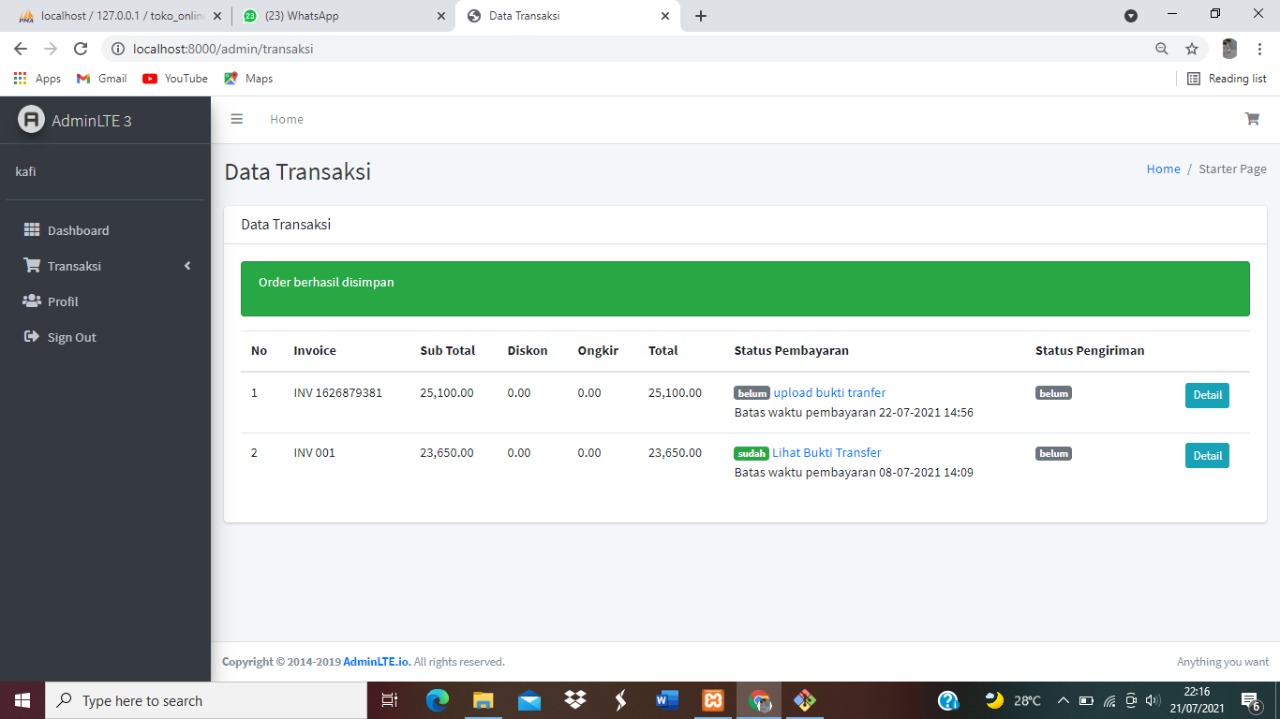 localhost / 127.0.0.1 / toko_onlin
(23) WhatsApp
Data Transaksi
localhost:8000/admin/transaksi
Apps Gmail YouTube Maps Reading list
AdminLTE 3
Home
kafi
Data Transaksi
Home / Starter Page
Dashboard
Transaksi
Profil
Sign Out
Data Transaksi
Order berhasil disimpan
No Invoice Sub Total Diskon Ongkir Total Status Pembayaran Status Pengiriman
1 INV 1626879381 25,100.00 0.00 0.00 25,100.00 belum upload bukti tranfer belum Detail
Batas waktu pembayaran 22-07-2021 14:56
2 INV 001 23,650.00 0.00 0.00 23,650.00 sudah Lihat Bukti Transfer belum Detail
Batas waktu pembayaran 08-07-2021 14:09
Copyright © 2014-2019 AdminLTE.io. All rights reserved.
Anything you want
Type here to search
28°C
22:16
21/07/2021
6